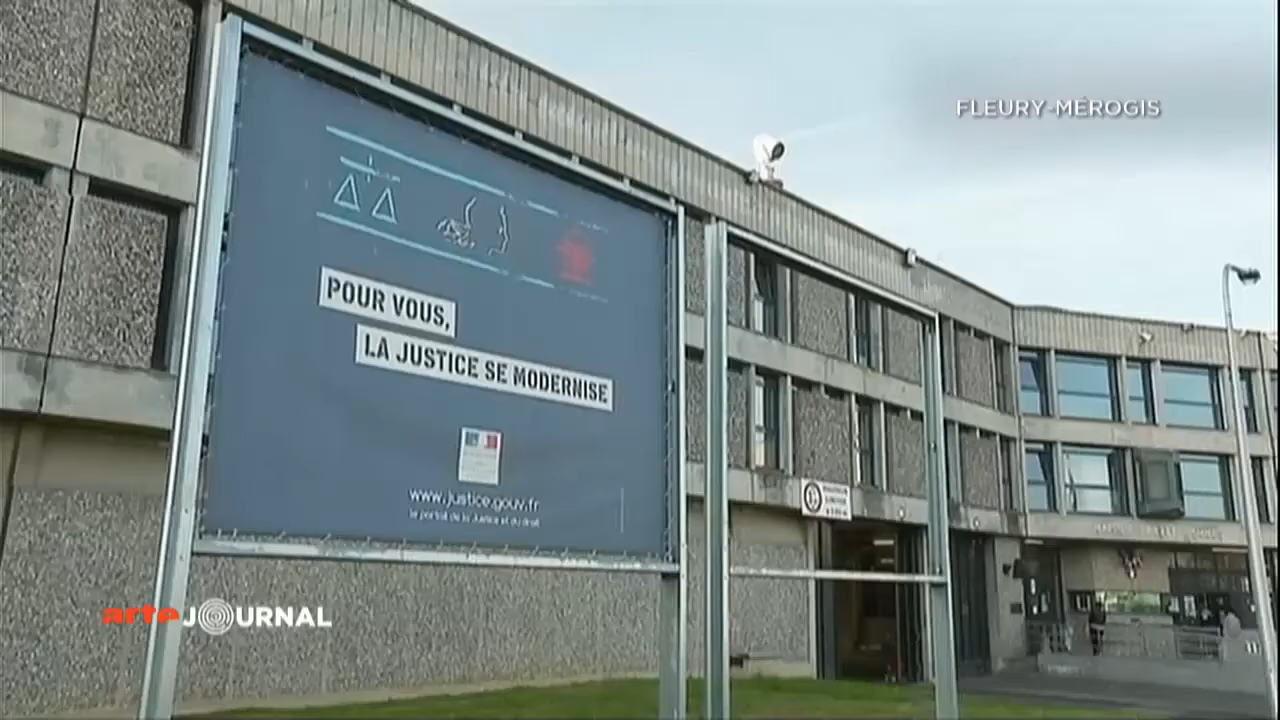 FLEURY-MÉROGIS
POUR VOUS,
LA JUSTICE SE MODERNISE
www.justice.gouv.fr
le portail de la Justice et du droit
arte JOURNAL